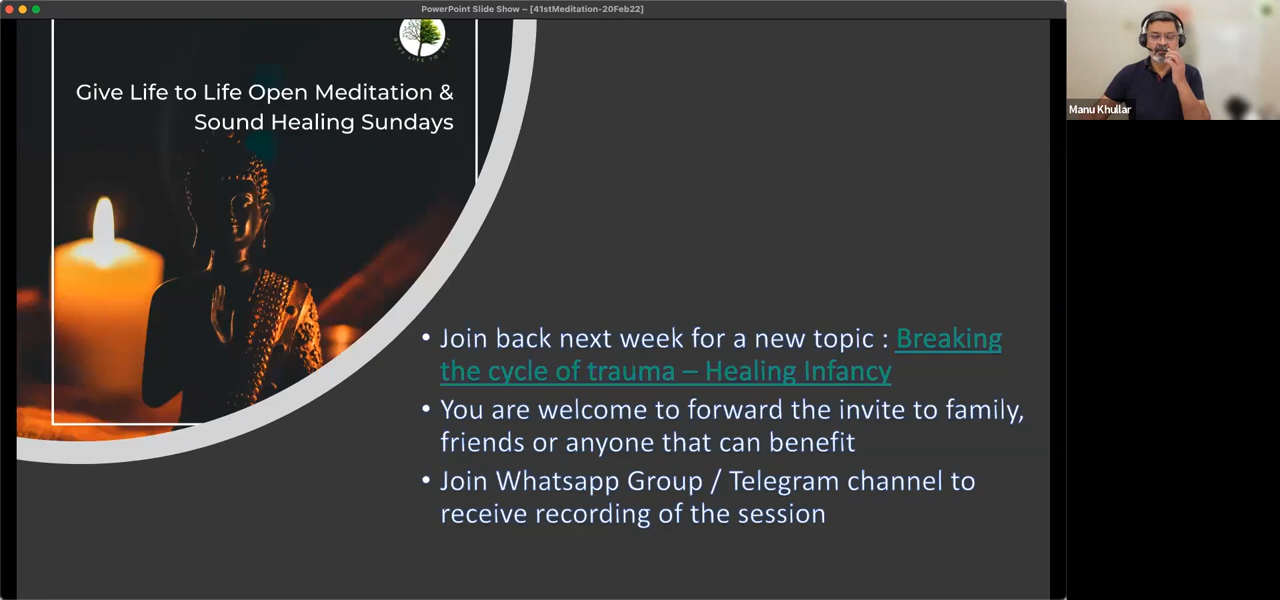 PowerPoint Slide Show – [41stMeditation-20Feb22]
Give Life to Life Open Meditation &
Sound Healing Sundays
Manu Khullar
• Join back next week for a new topic : Breaking
the cycle of trauma – Healing Infancy
• You are welcome to forward the invite to family,
friends or anyone that can benefit
• Join Whatsapp Group / Telegram channel to
receive recording of the session